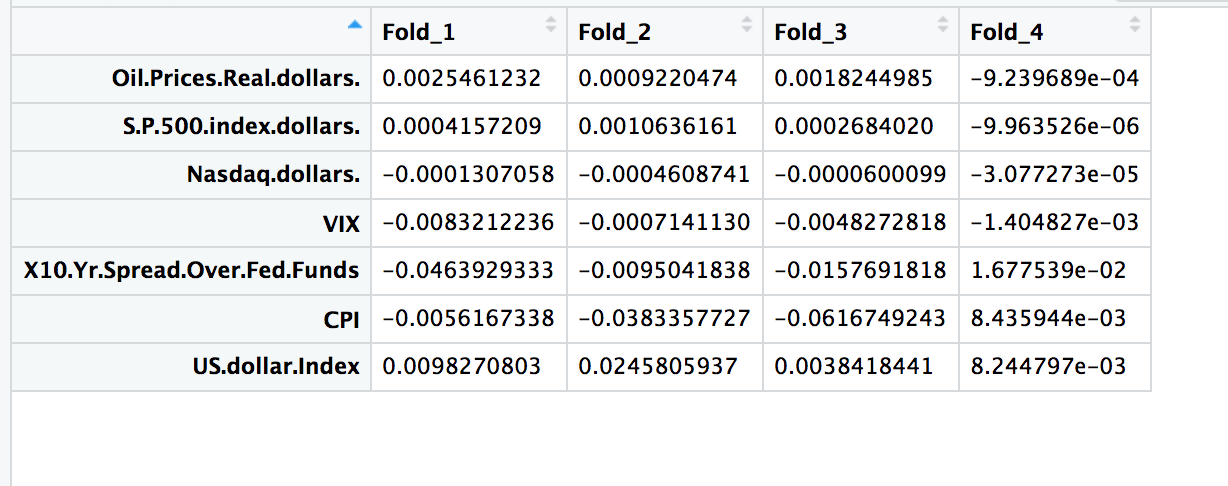 Fold_1 Fold_2 Fold_3 Fold_4
Oil.Prices.Real.dollars. 0.0025461232 0.0009220474 0.0018244985 -9.239689e-04
S.P.500.index.dollars. 0.0004157209 0.0010636161 0.0002684020 -9.963526e-06
Nasdaq.dollars. -0.0001307058 -0.0004608741 -0.0000600099 -3.077273e-05
VIX -0.0083212236 -0.0007141130 -0.0048272818 -1.404827e-03
X10.Yr.Spread.Over.Fed.Funds -0.0463929333 -0.0095041838 -0.0157691818 1.677539e-02
CPI -0.0056167338 -0.0383357727 -0.0616749243 8.435944e-03
US.dollar.Index 0.0098270803 0.0245805937 0.0038418441 8.244797e-03